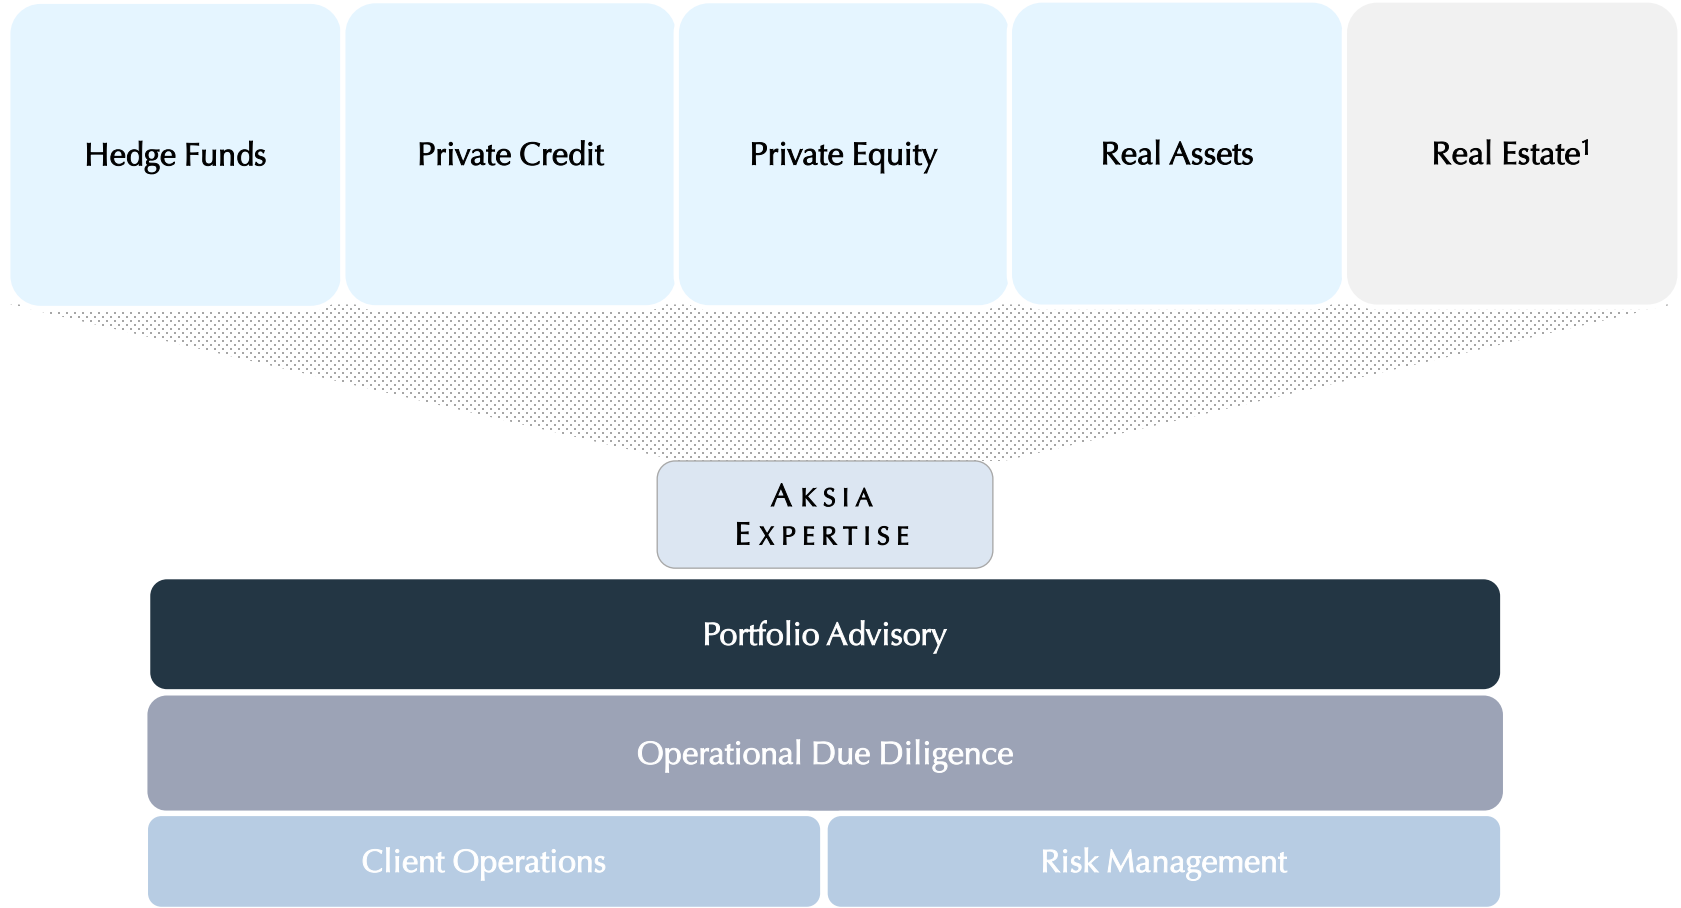 Hedge Funds
Private Credit
Private Equity
Real Assets
Real Estate¹
AKSIA
EXPERTISE
Portfolio Advisory
Operational Due Diligence
Client Operations
Risk Management